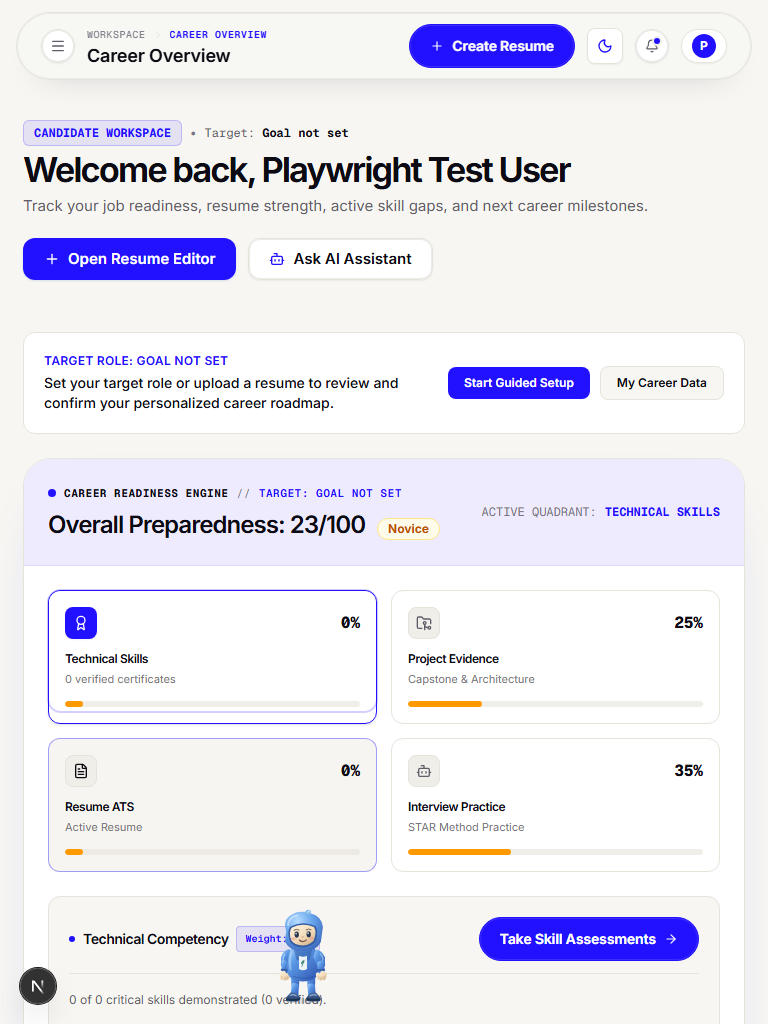 WORKSPACE CAREER OVERVIEW
Career Overview
Create Resume
P
CANDIDATE WORKSPACE • Target: Goal not set
Welcome back, Playwright Test User
Track your job readiness, resume strength, active skill gaps, and next career milestones.
Open Resume Editor
Ask AI Assistant
TARGET ROLE: GOAL NOT SET
Set your target role or upload a resume to review and
confirm your personalized career roadmap.
Start Guided Setup
My Career Data
CAREER READINESS ENGINE // TARGET: GOAL NOT SET
Overall Preparedness: 23/100 Novice
ACTIVE QUADRANT: TECHNICAL SKILLS
0%
Technical Skills
0 verified certificates
25%
Project Evidence
Capstone & Architecture
0%
Resume ATS
Active Resume
35%
Interview Practice
STAR Method Practice
Technical Competency Weight:
Take Skill Assessments
N
0 of 0 critical skills demonstrated (0 verified).